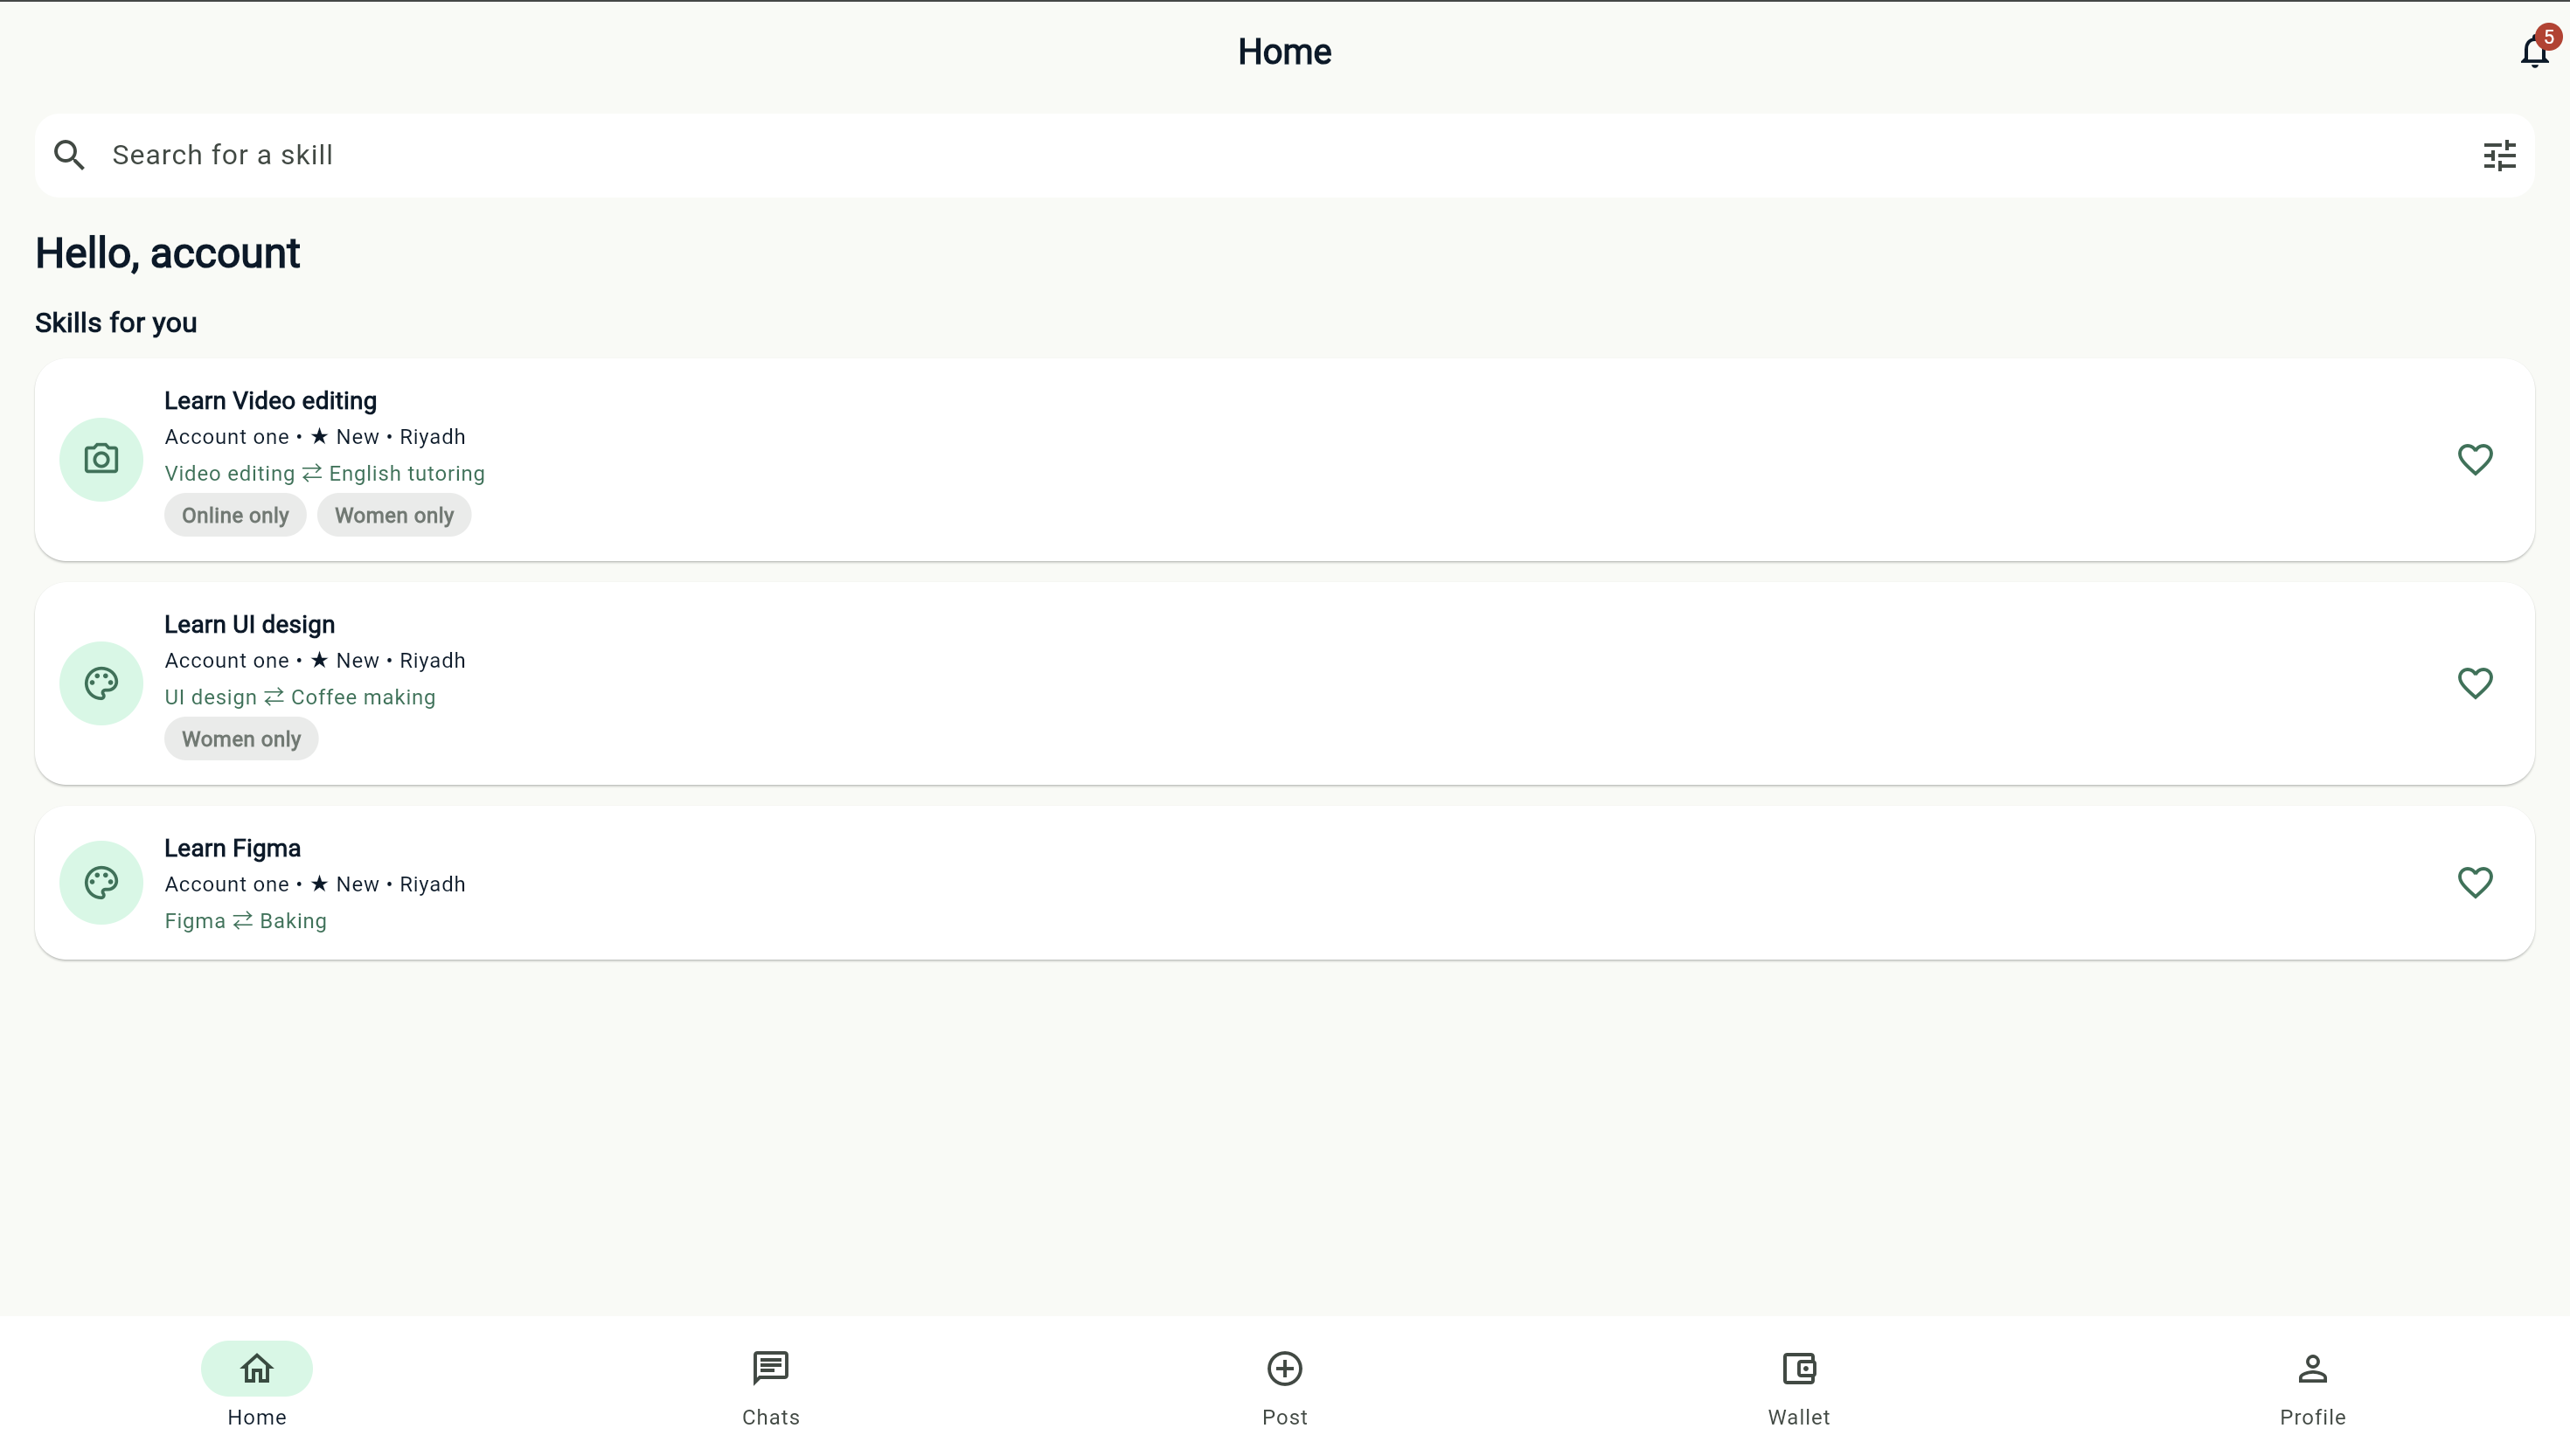 Home
5
Search for a skill
Hello, account
Skills for you
Learn Video editing
Account one • ★ New • Riyadh
Video editing ⇄ English tutoring
Online only Women only
Learn UI design
Account one • ★ New • Riyadh
UI design ⇄ Coffee making
Women only
Learn Figma
Account one • ★ New • Riyadh
Figma ⇄ Baking
Home Chats Post Wallet Profile